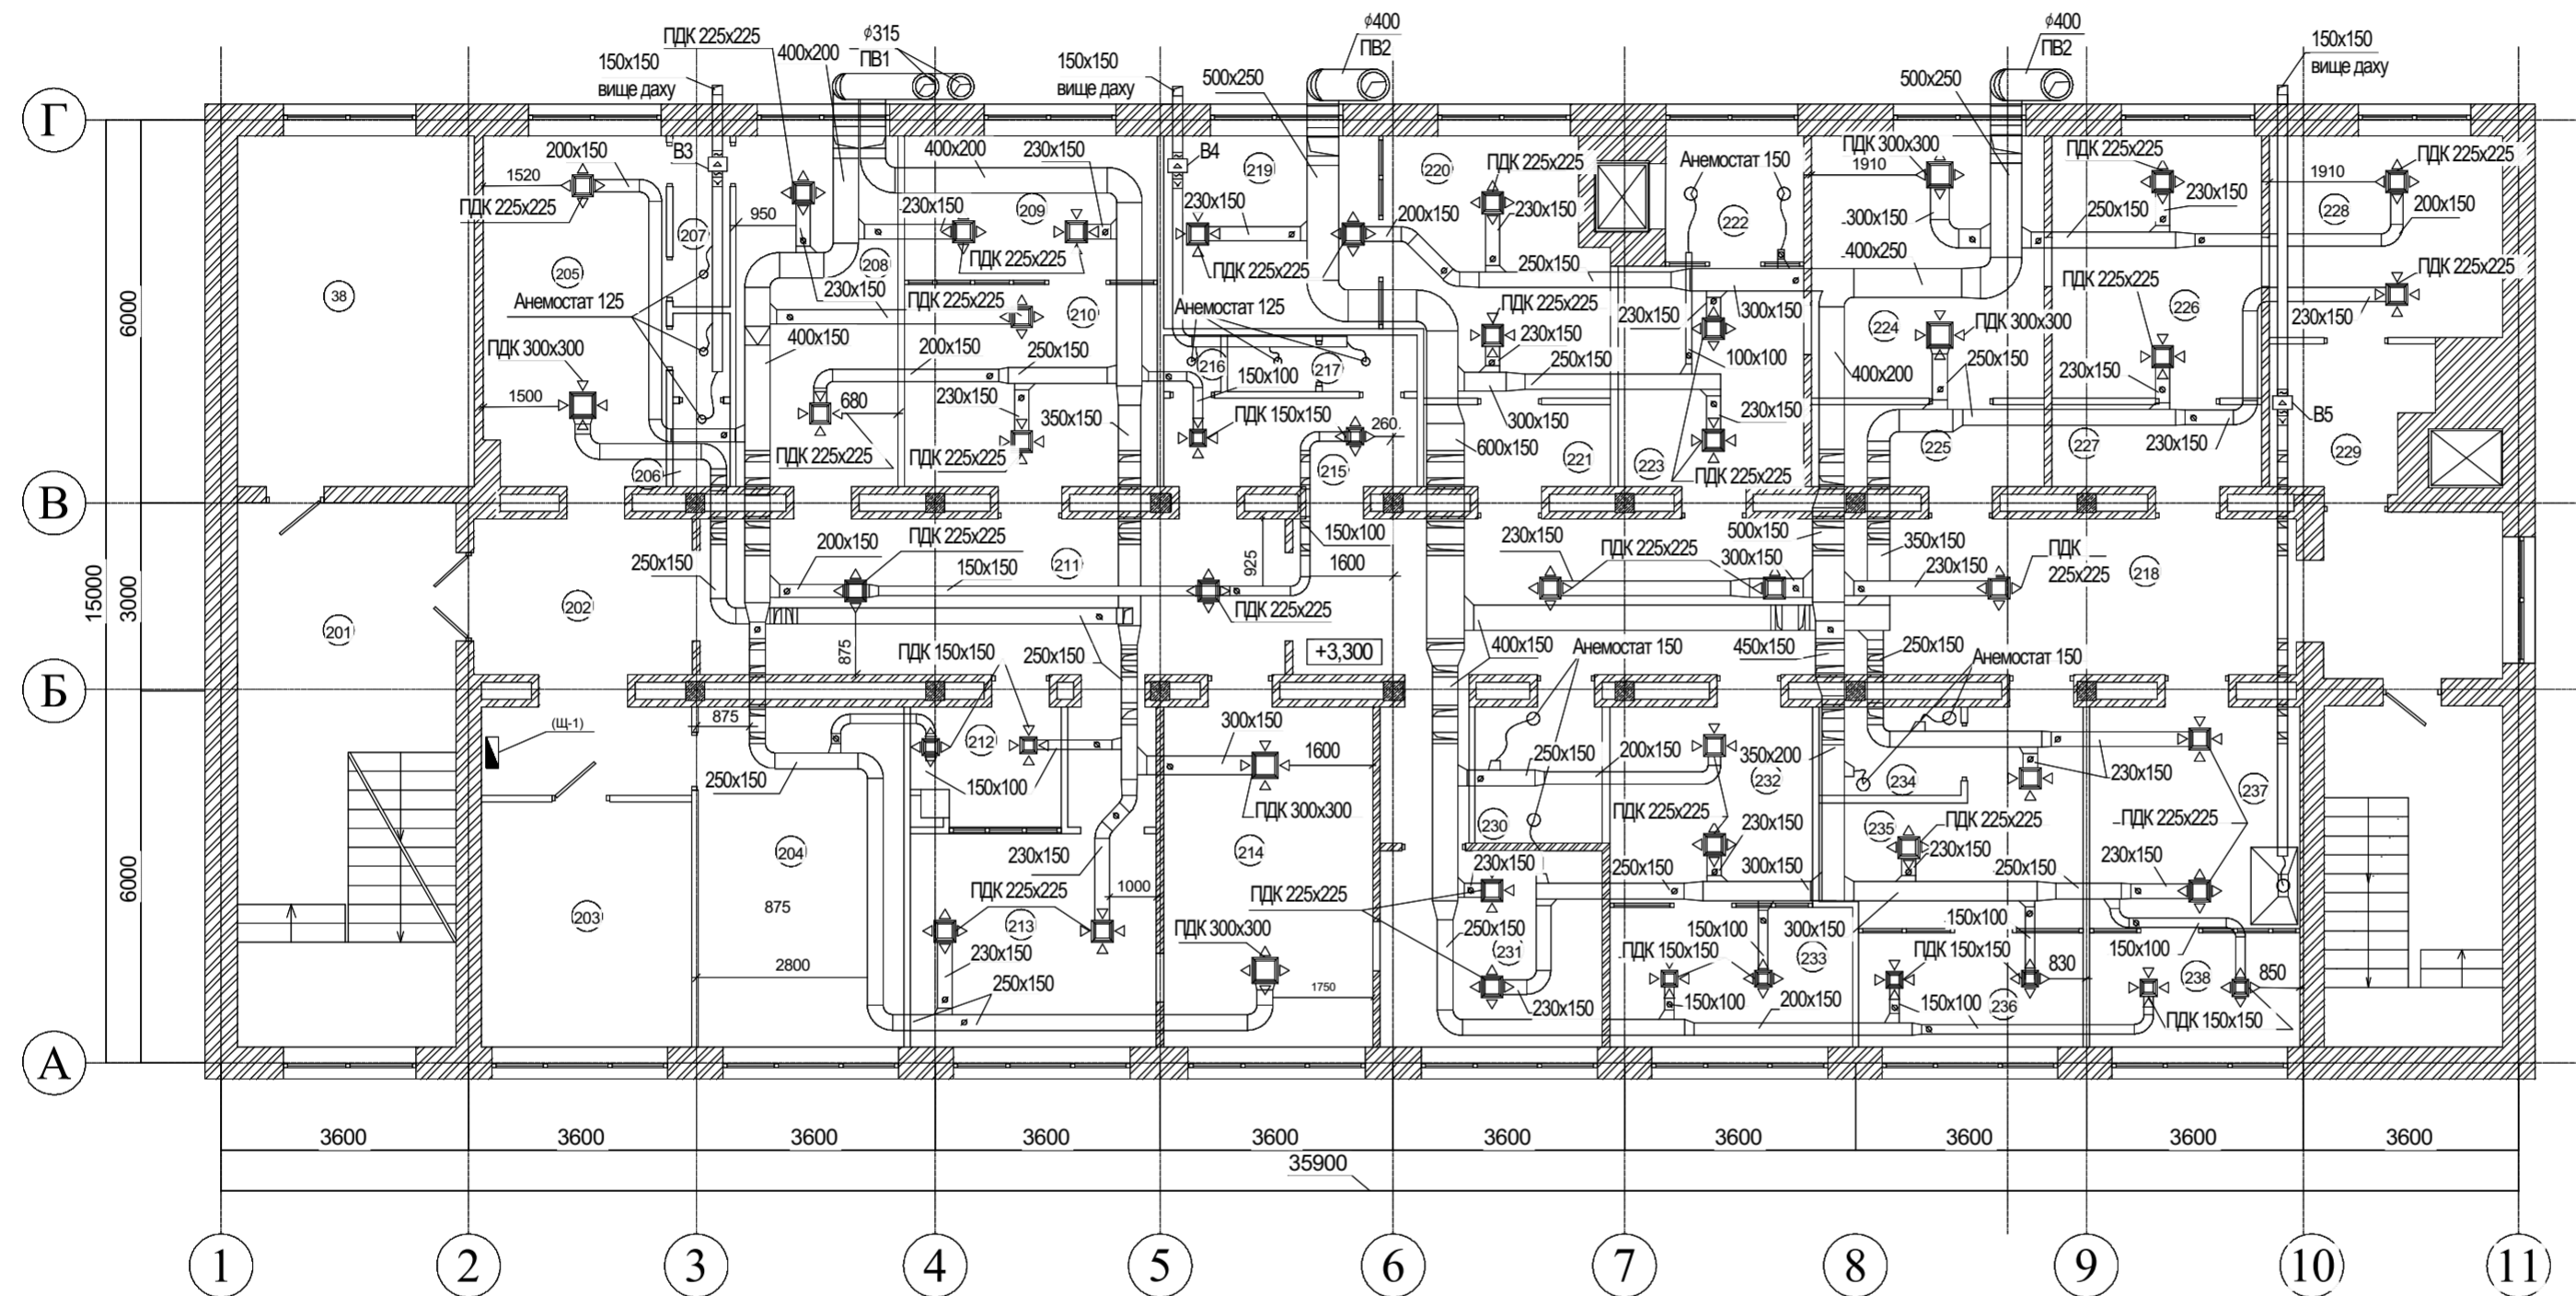 ПДК 225x225
ϕ315
ПВ1
400x200
150x150
вище даху
150x150
вище даху
500x250
ϕ400
ПВ2
500x250
ϕ400
ПВ2
150x150
вище даху
Г
200x150
В3
1520
ПДК 225x225
950
207
205
Анемостат 125
38
400x200
230x150
230x150
209
ПДК 225x225
208
230x150
ПДК 225x225
210
В4
219
230x150
ПДК 225x225
200x150
220
ПДК 225x225
230x150
250x150
Анемостат 150
222
ПДК 300x300
1910
300x150
400x250
ПДК 225x225
230x150
250x150
1910
ПДК 225x225
228
200x150
ПДК 300x300
1500
400x150
200x150
250x150
230x150
350x150
680
ПДК 225x225
ПДК 225x225
206
Анемостат 125
216
150x100
217
ПДК 150x150
260
215
ПДК 225x225
230x150
250x150
300x150
600x150
221
230x150
300x150
100x100
230x150
223
ПДК 225x225
224
ПДК 300x300
250x150
400x200
225
ПДК 225x225
226
230x150
227
230x150
ПДК 225x225
230x150
В5
229
В
6000
15000
3000
6000
250x150
200x150
ПДК 225x225
150x150
211
925
150x100
1600
202
201
ПДК 225x225
875
ПДК 150x150
250x150
+3,300
230x150
ПДК 225x225
500x150
300x150
350x150
230x150
ПДК
225x225
218
400x150
Анемостат 150
450x150
250x150
Анемостат 150
Б
(Щ-1)
875
250x150
212
150x100
300x150
1600
ПДК 300x300
204
230x150
214
203
875
ПДК 225x225
1000
213
230x150
2800
250x150
ПДК 300x300
1750
250x150
200x150
232
350x200
234
230x150
237
230
ПДК 225x225
230x150
235
ПДК 225x225
230x150
ПДК 225x225
230x150
250x150
300x150
250x150
230x150
ПДК 225x225
250x150
231
230x150
150x100
ПДК 150x150
233
300x150
150x100
200x150
ПДК 150x150
150x100
830
150x100
236
150x100
238
850
ПДК 150x150
А
3600
3600
3600
3600
3600
3600
3600
3600
3600
3600
35900
1
2
3
4
5
6
7
8
9
10
11